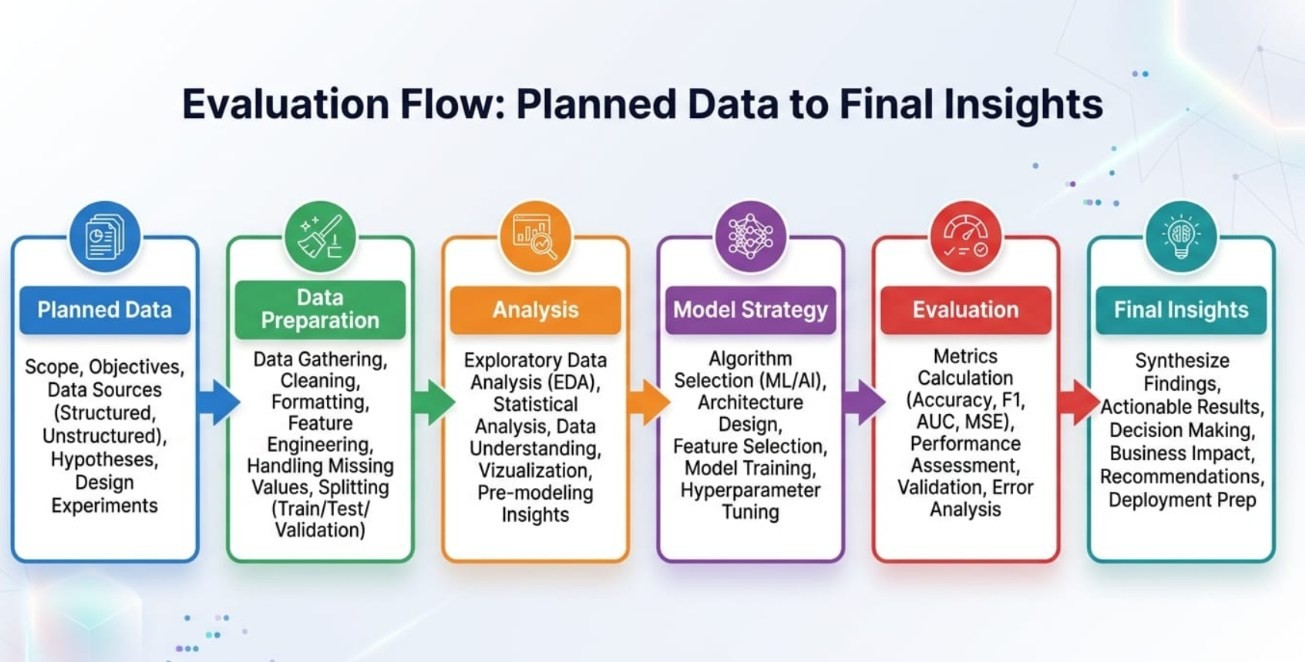 Evaluation Flow: Planned Data to Final Insights
Planned Data
Scope, Objectives,
Data Sources
(Structured,
Unstructured),
Hypotheses,
Design
Experiments
Data
Preparation
Data Gathering,
Cleaning,
Formatting,
Feature
Engineering,
Handling Missing
Values, Splitting
(Train/Test/
Validation)
Analysis
Exploratory Data
Analysis (EDA),
Statistical
Analysis, Data
Understanding,
Vizualization,
Pre-modeling
Insights
Model Strategy
Algorithm
Selection (ML/AI),
Architecture
Design,
Feature Selection,
Model Training,
Hyperparameter
Tuning
Evaluation
Metrics
Calculation
(Accuracy, F1,
AUC, MSE),
Performance
Assessment,
Validation, Error
Analysis
Final Insights
Synthesize
Findings,
Actionable Results,
Decision Making,
Business Impact,
Recommendations,
Deployment Prep